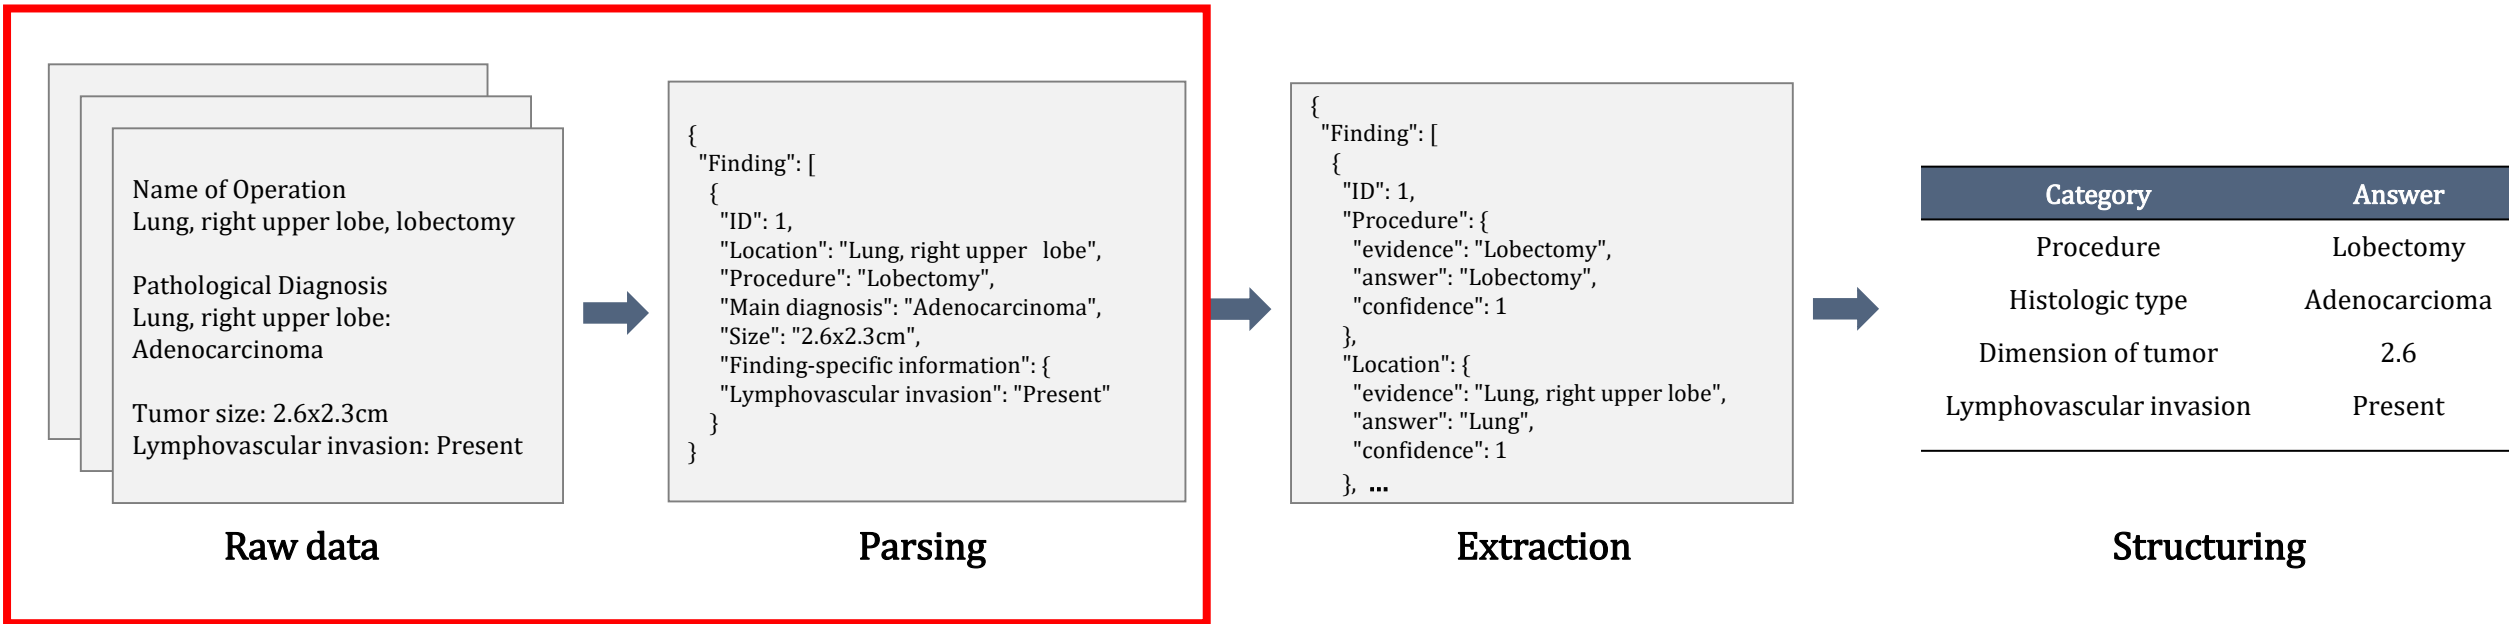 Name of Operation
Lung, right upper lobe, lobectomy
Pathological Diagnosis
Lung, right upper lobe:
Adenocarcinoma
Tumor size: 2.6x2.3cm
Lymphovascular invasion: Present
Raw data
{
"Finding": [
{
"ID": 1,
"Location": "Lung, right upper lobe",
"Procedure": "Lobectomy",
"Main diagnosis": "Adenocarcinoma",
"Size": "2.6x2.3cm",
"Finding-specific information": {
"Lymphovascular invasion": "Present"
}
}
Parsing
{
"Finding": [
{
"ID": 1,
"Procedure": {
"evidence": "Lobectomy",
"answer": "Lobectomy",
"confidence": 1
},
"Location": {
"evidence": "Lung, right upper lobe",
"answer": "Lung",
"confidence": 1
}, ...
Extraction
Category Answer
Procedure Lobectomy
Histologic type Adenocarcioma
Dimension of tumor 2.6
Lymphovascular invasion Present
Structuring